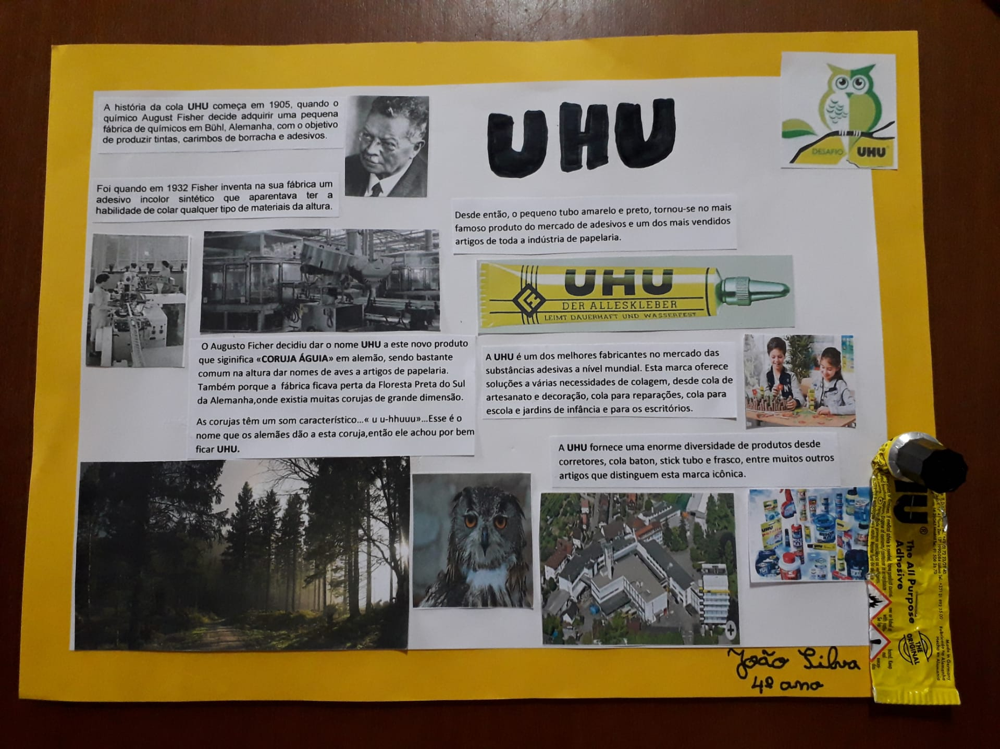 A história da cola UHU começa em 1905, quando o
químico August Fisher decide adquirir uma pequena
fábrica de químicos em Bühl, Alemanha, com o objetivo
de produzir tintas, carimbos de borracha e adesivos.
Foi quando em 1932 Fisher inventa na sua fábrica um
adesivo incolor sintético que aparentava ter a
habilidade de colar qualquer tipo de materiais da altura.
O Augusto Ficher decidiu dar o nome UHU a este novo produto
que siginifica «CORUJA ÁGUIA» em alemão, sendo bastante
comum na altura dar nomes de aves a artigos de papelaria.
Também porque a fábrica ficava perta da Floresta Preta do Sul
da Alemanha,onde existia muitas corujas de grande dimensão.
As corujas têm um som característico...« u u-hhuuu»...Esse é o
nome que os alemães dão a esta coruja,então ele achou por bem
ficar UHU.
UHU
DESAFIO UHU
Desde então, o pequeno tubo amarelo e preto, tornou-se no mais
famoso produto do mercado de adesivos e um dos mais vendidos
artigos de toda a indústria de papelaria.
UHU
DER ALLESKLEBER
LEIMT DAUERHAFT UND WASSERFEST
A UHU é um dos melhores fabricantes no mercado das
substâncias adesivas a nível mundial. Esta marca oferece
soluções a várias necessidades de colagem, desde cola de
artesanato e decoração, cola para reparações, cola para
escola e jardins de infância e para os escritórios.
A UHU fornece uma enorme diversidade de produtos desde
corretores, cola baton, stick tubo e frasco, entre muitos outros
artigos que distinguem esta marca icônica.
UHU®
The All Purpose
Adhesive
THE
ORIGINAL
Made in Germany
Fabricado na Alemanha
Hecho en Alemania
João Silva
4º ano